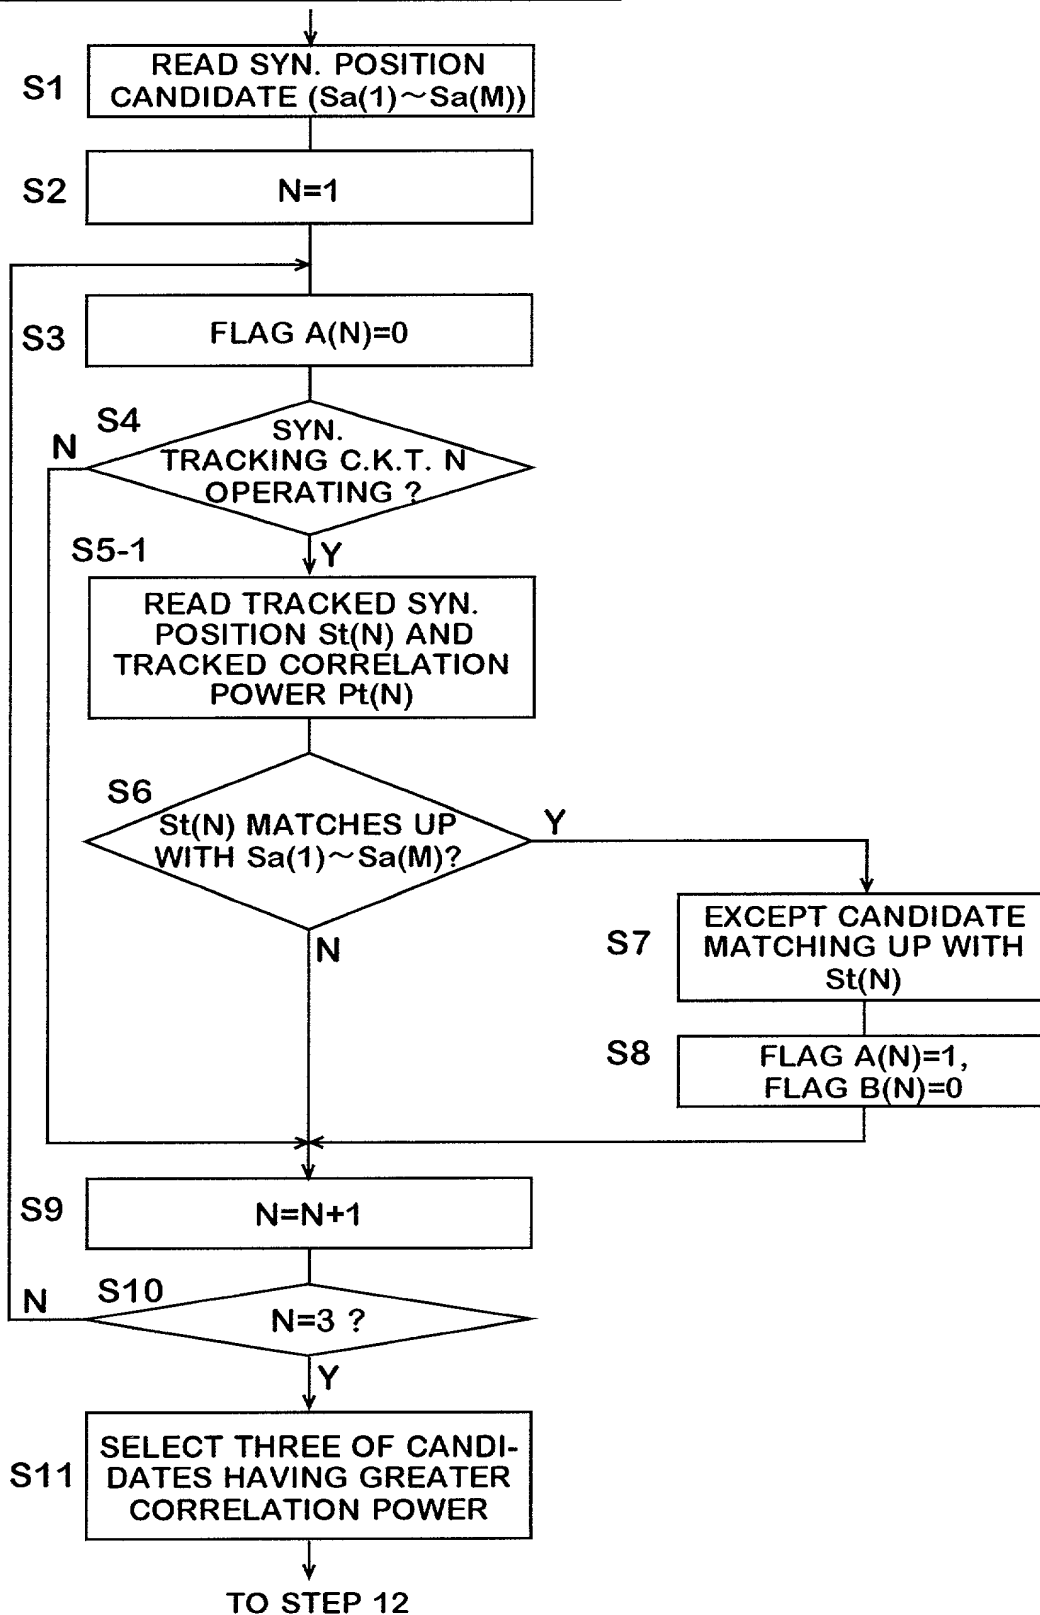 S1
READ SYN. POSITION
CANDIDATE (Sa(1)~Sa(M))
S2
N=1
S3
FLAG A(N)=0
S4
N
SYN.
TRACKING C.K.T. N
OPERATING ?
Y
S5-1
READ TRACKED SYN.
POSITION St(N) AND
TRACKED CORRELATION
POWER Pt(N)
S6
St(N) MATCHES UP
WITH Sa(1)~Sa(M)?
Y
N
S7
EXCEPT CANDIDATE
MATCHING UP WITH
St(N)
S8
FLAG A(N)=1,
FLAG B(N)=0
S9
N=N+1
S10
N
N=3 ?
Y
S11
SELECT THREE OF CANDI-
DATES HAVING GREATER
CORRELATION POWER
TO STEP 12